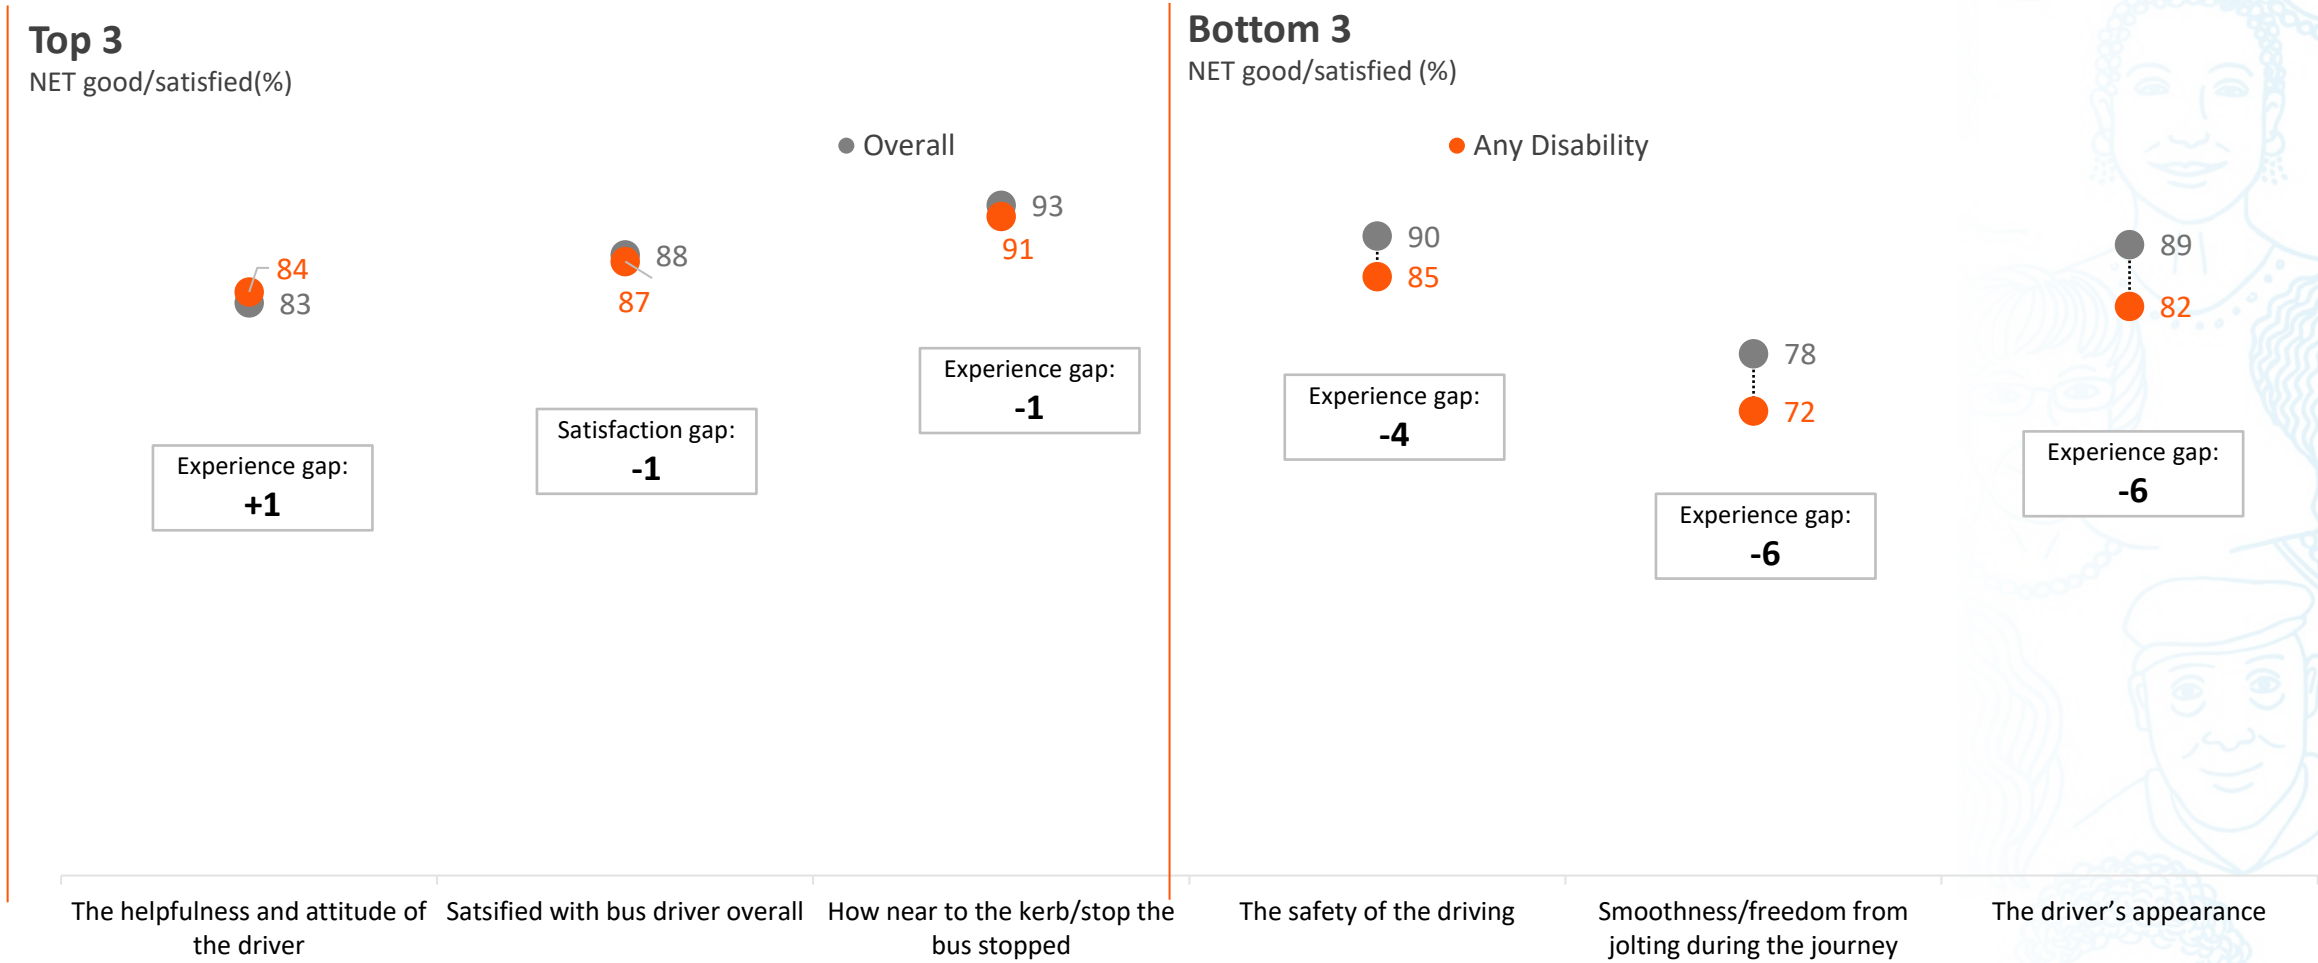 Top 3
NET good/satisfied(%)
Bottom 3
NET good/satisfied (%)
Overall
Any Disability
84
83
88
87
93
91
90
85
78
72
89
82
Experience gap:
+1
Satisfaction gap:
-1
Experience gap:
-1
Experience gap:
-4
Experience gap:
-6
Experience gap:
-6
The helpfulness and attitude of
the driver
Satsified with bus driver overall
How near to the kerb/stop the
bus stopped
The safety of the driving
Smoothness/freedom from
jolting during the journey
The driver’s appearance